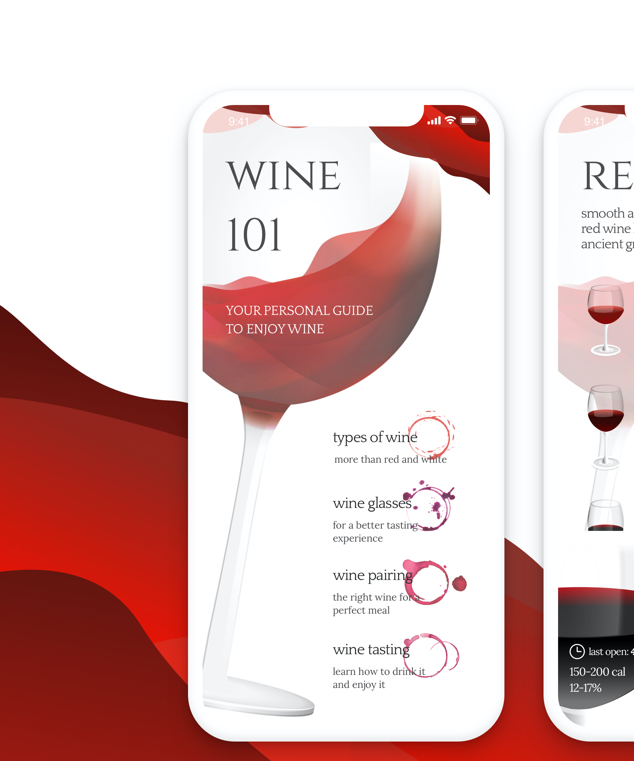 9:41
WINE
101
YOUR PERSONAL GUIDE
TO ENJOY WINE
types of wine
more than red and white
wine glasses
for a better tasting
experience
wine pairing
the right wine for a
perfect meal
wine tasting
learn how to drink it
and enjoy it
9:41
smooth
red wine
ancient
last open:
150-200 cal
12-17%